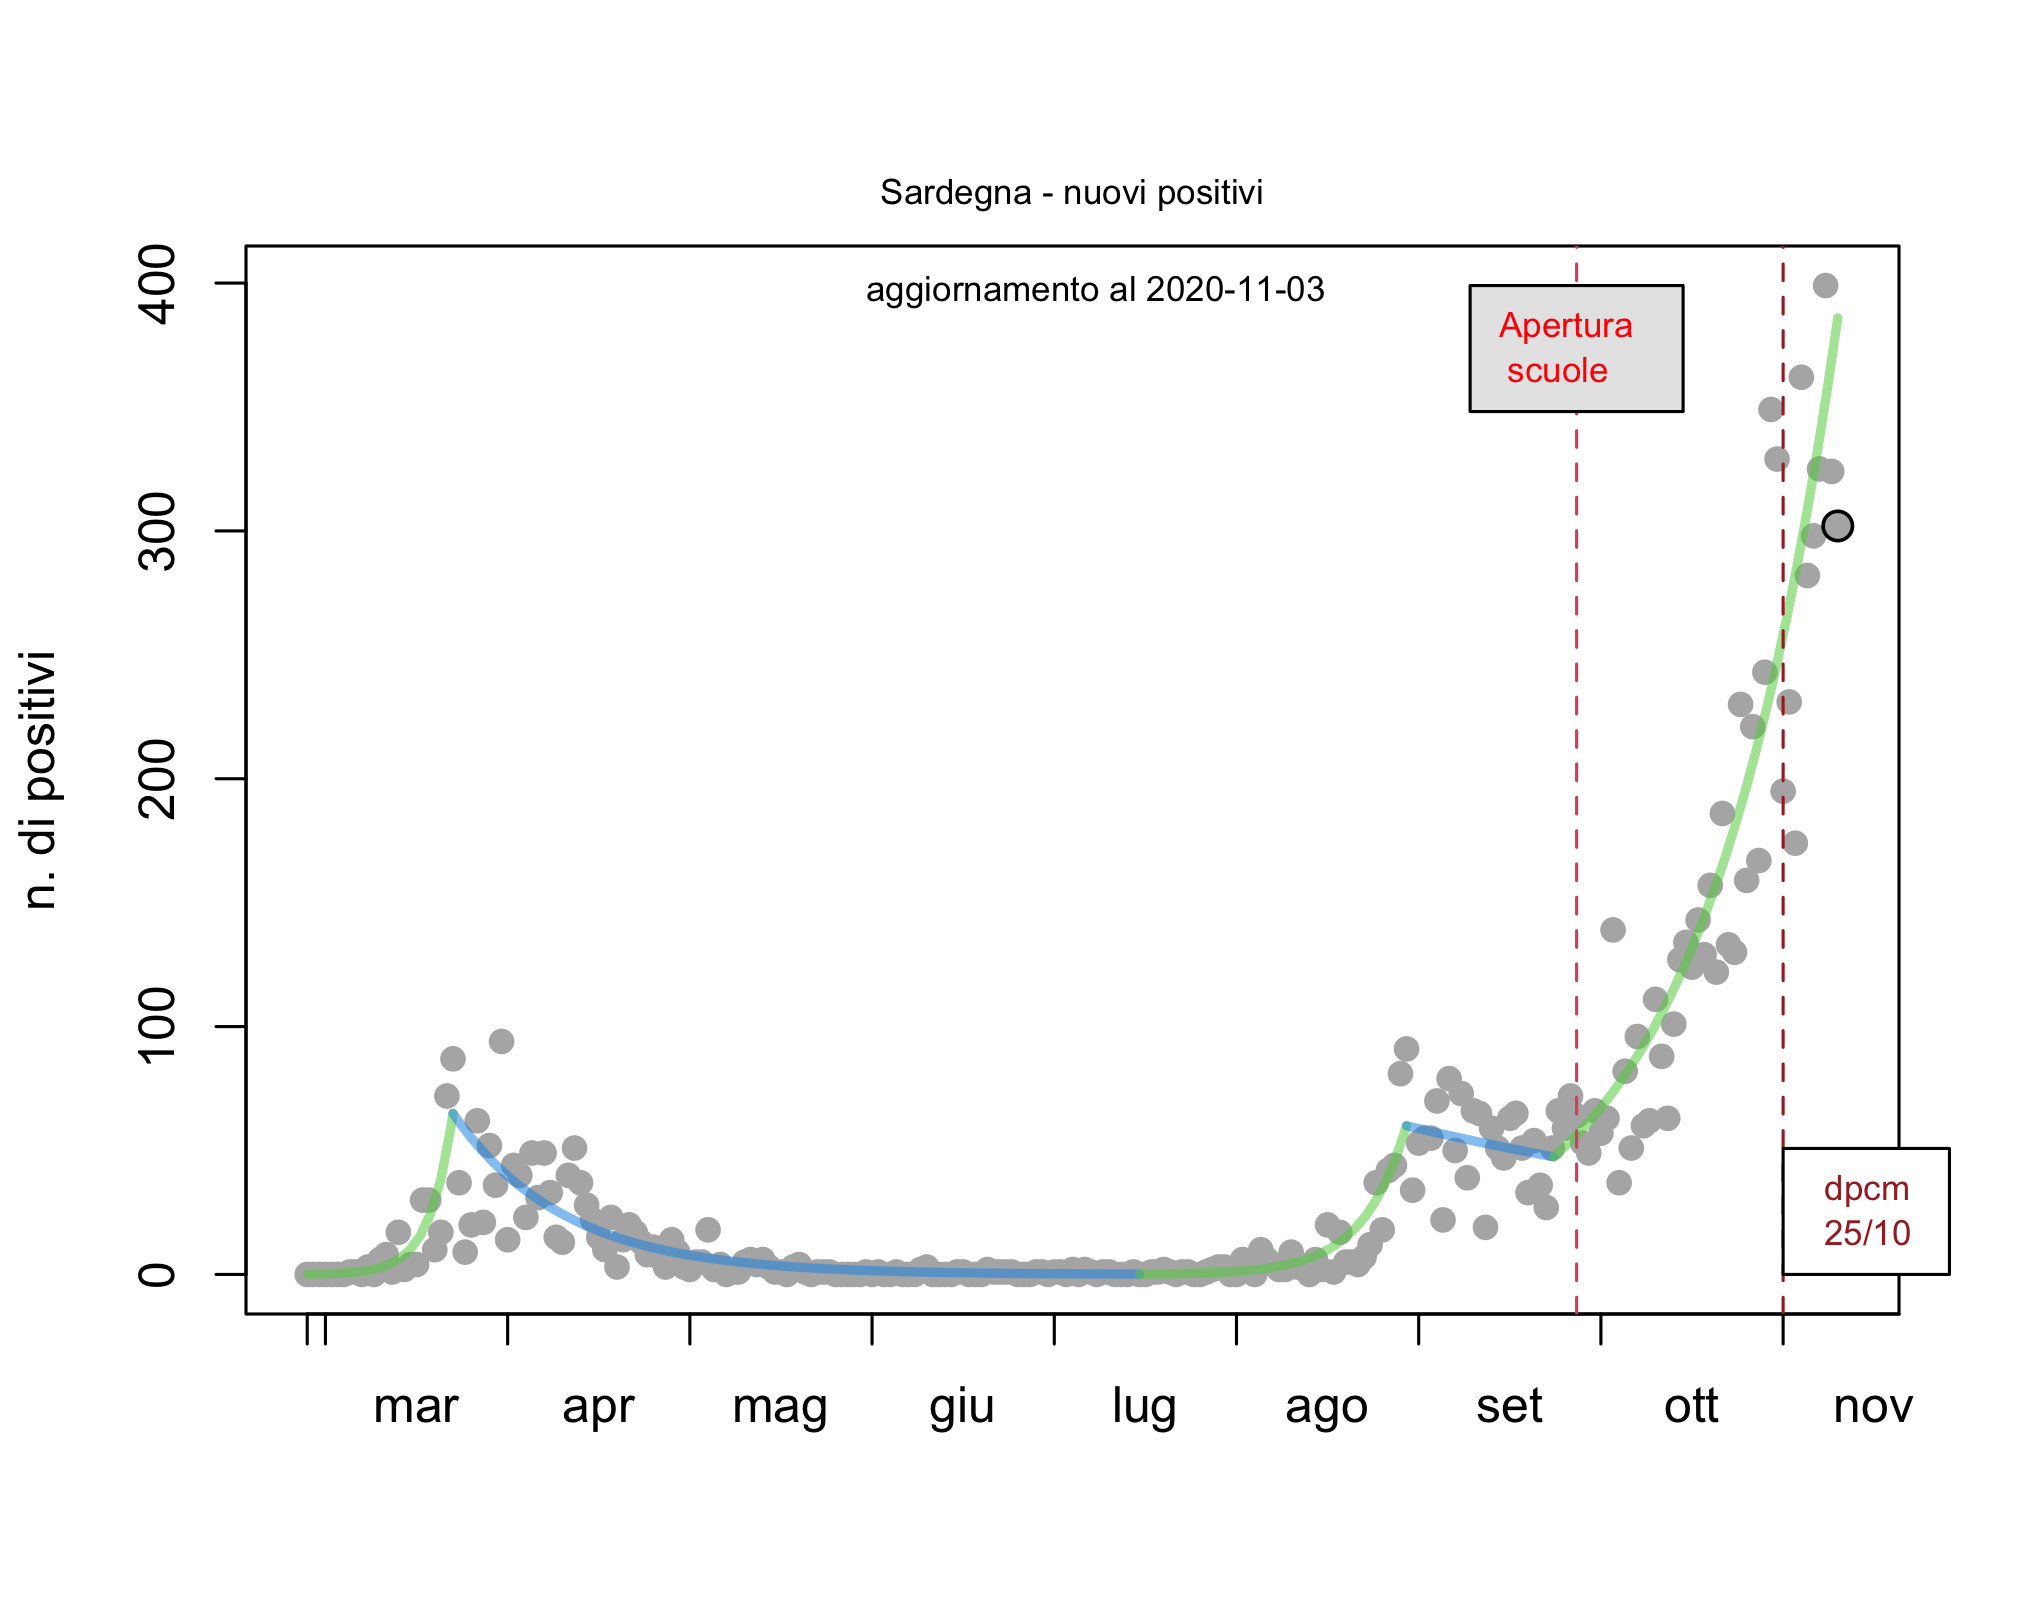 Sardegna - nuovi positivi
aggiornamento al 2020-11-03
Apertura
scuole
n. di positivi
400
300
200
100
0
dpcm
25/10
mar apr mag giu lug ago set ott nov